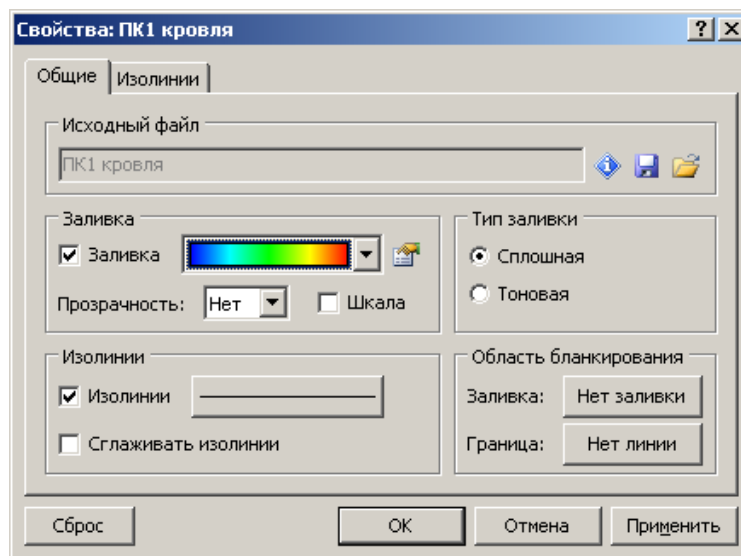 Свойства: ПК1 кровля
Общие
Изолинии
Исходный файл
ПК1 кровля
Заливка
Заливка
Прозрачность: Нет
Шкала
Тип заливки
Сплошная
Тоновая
Изолинии
Изолинии
Сглаживать изолинии
Область бланкирования
Заливка: Нет заливки
Граница: Нет линии
Сброс
ОК
Отмена
Применить